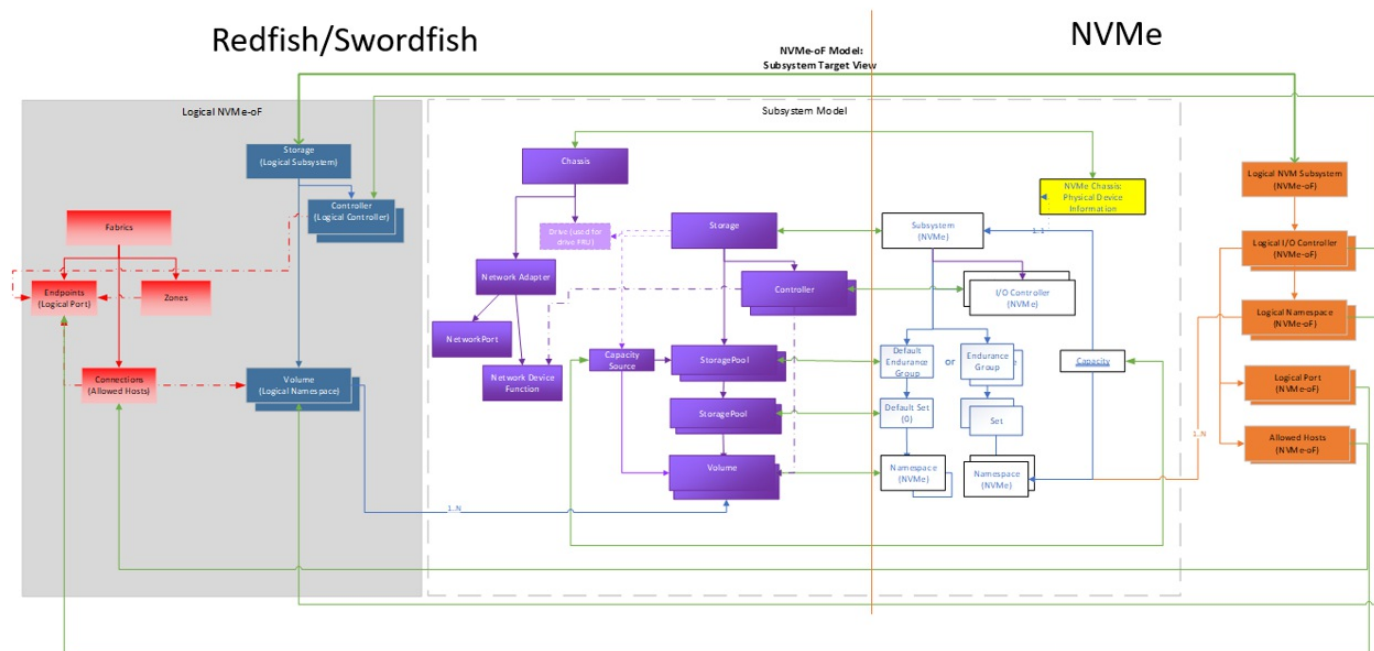 Redfish/Swordfish
NVMe
NVMe-oF Model:
Subsystem Target View
Logical NVMe-oF
Subsystem Model
Storage
(Logical Subsystem)
Controller
(Logical Controller)
Fabrics
Endpoints
(Logical Port)
Zones
Connections
(Allowed Hosts)
Volume
(Logical Namespace)
1..N
Chassis
Drive (used for
drive FRU)
Network Adapter
NetworkPort
Network Device
Function
Storage
Controller
Capacity
Source
StoragePool
StoragePool
Volume
NVMe Chassis:
Physical Device
Information
1:1
Subsystem
(NVMe)
I/O Controller
(NVMe)
Default
Endurance
Group
or
Endurance
Group
Capacity
Default Set
(0)
Set
Namespace
(NVMe)
Namespace
(NVMe)
Logical NVM Subsystem
(NVMe-oF)
Logical I/O Controller
(NVMe-oF)
Logical Namespace
(NVMe-oF)
Logical Port
(NVMe-oF)
1..N
Allowed Hosts
(NVMe-oF)